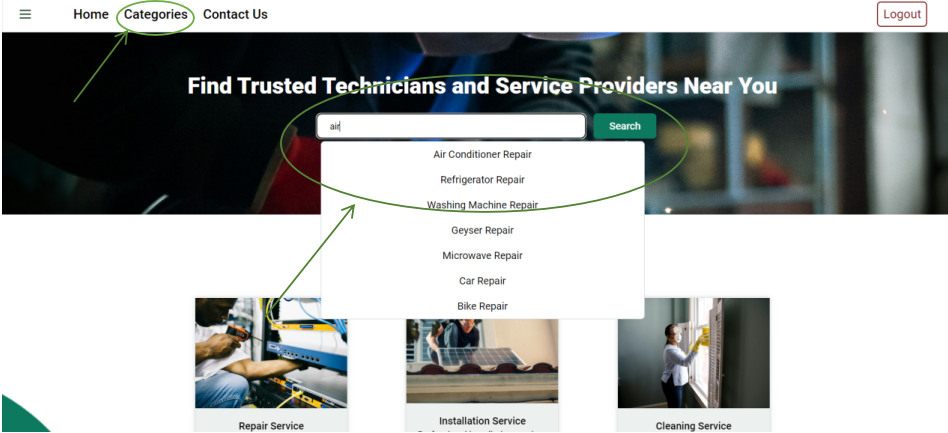 Home Categories Contact Us Logout
Find Trusted Technicians and Service Providers Near You
air Search
Air Conditioner Repair
Refrigerator Repair
Washing Machine Repair
Geyser Repair
Microwave Repair
Car Repair
Bike Repair
Repair Service Installation Service Cleaning Service